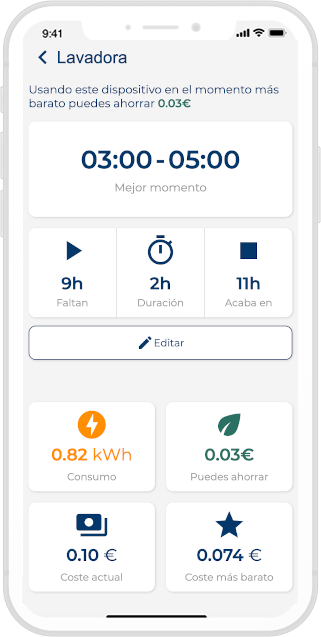 9:41
Lavadora
Usando este dispositivo en el momento más
barato puedes ahorrar 0.03€
03:00 - 05:00
Mejor momento
9h 2h 11h
Faltan Duración Acaba en
Editar
0.82 kWh 0.03€
Consumo Puedes ahorrar
0.10 € 0.074 €
Coste actual Coste más barato